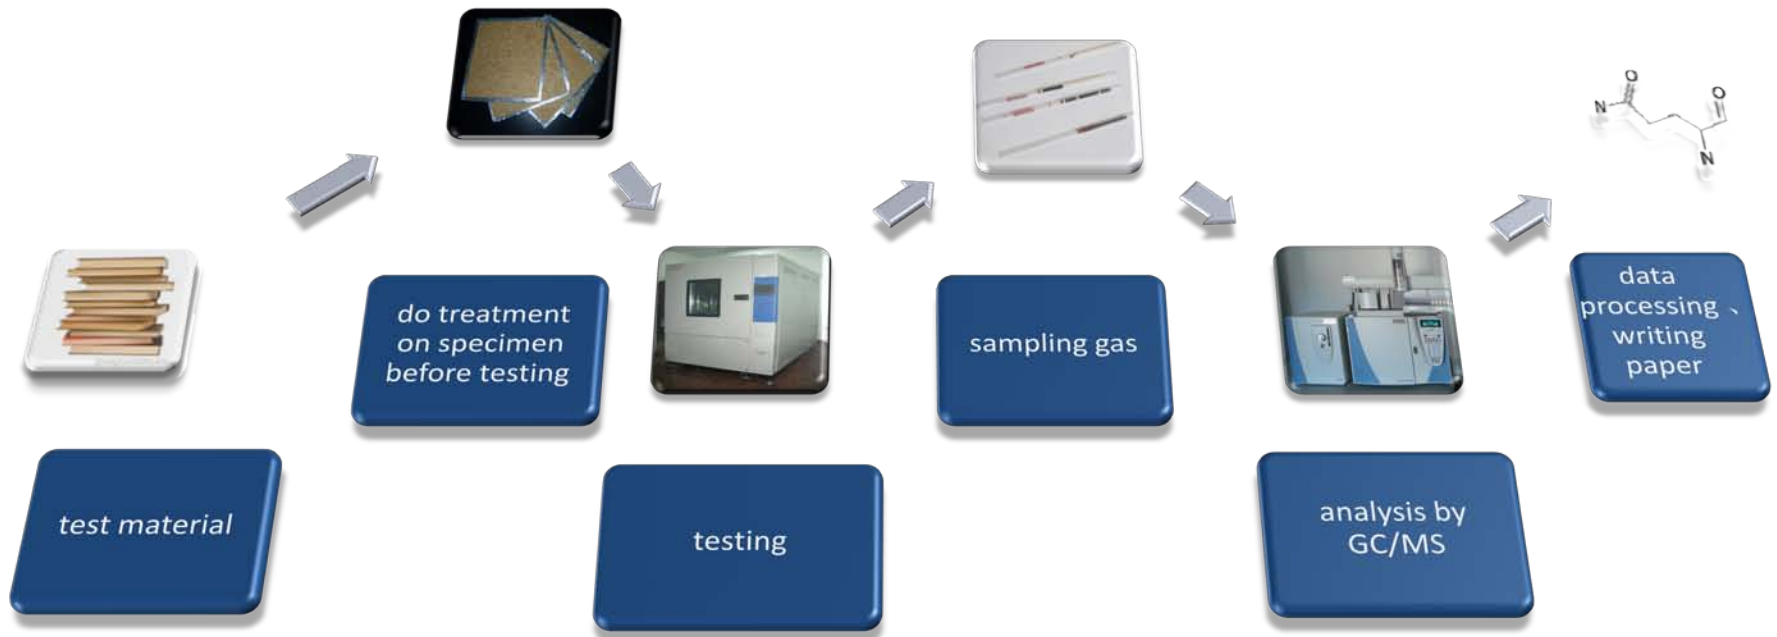 test material
do treatment
on specimen
before testing
testing
sampling gas
analysis by
GC/MS
data
processing、
writing
paper
O
N
O
N